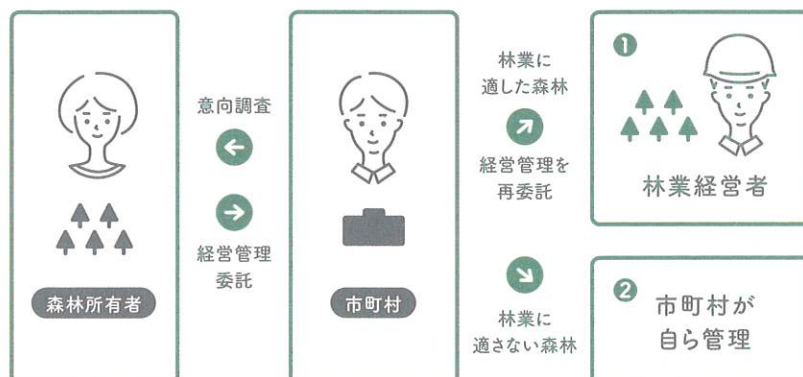 意向調査
経営管理
委託
森林所有者
市町村
林業に
適した森林
経営管理を
再委託
林業に
適さない森林
1
林業経営者
2
市町村が
自ら管理